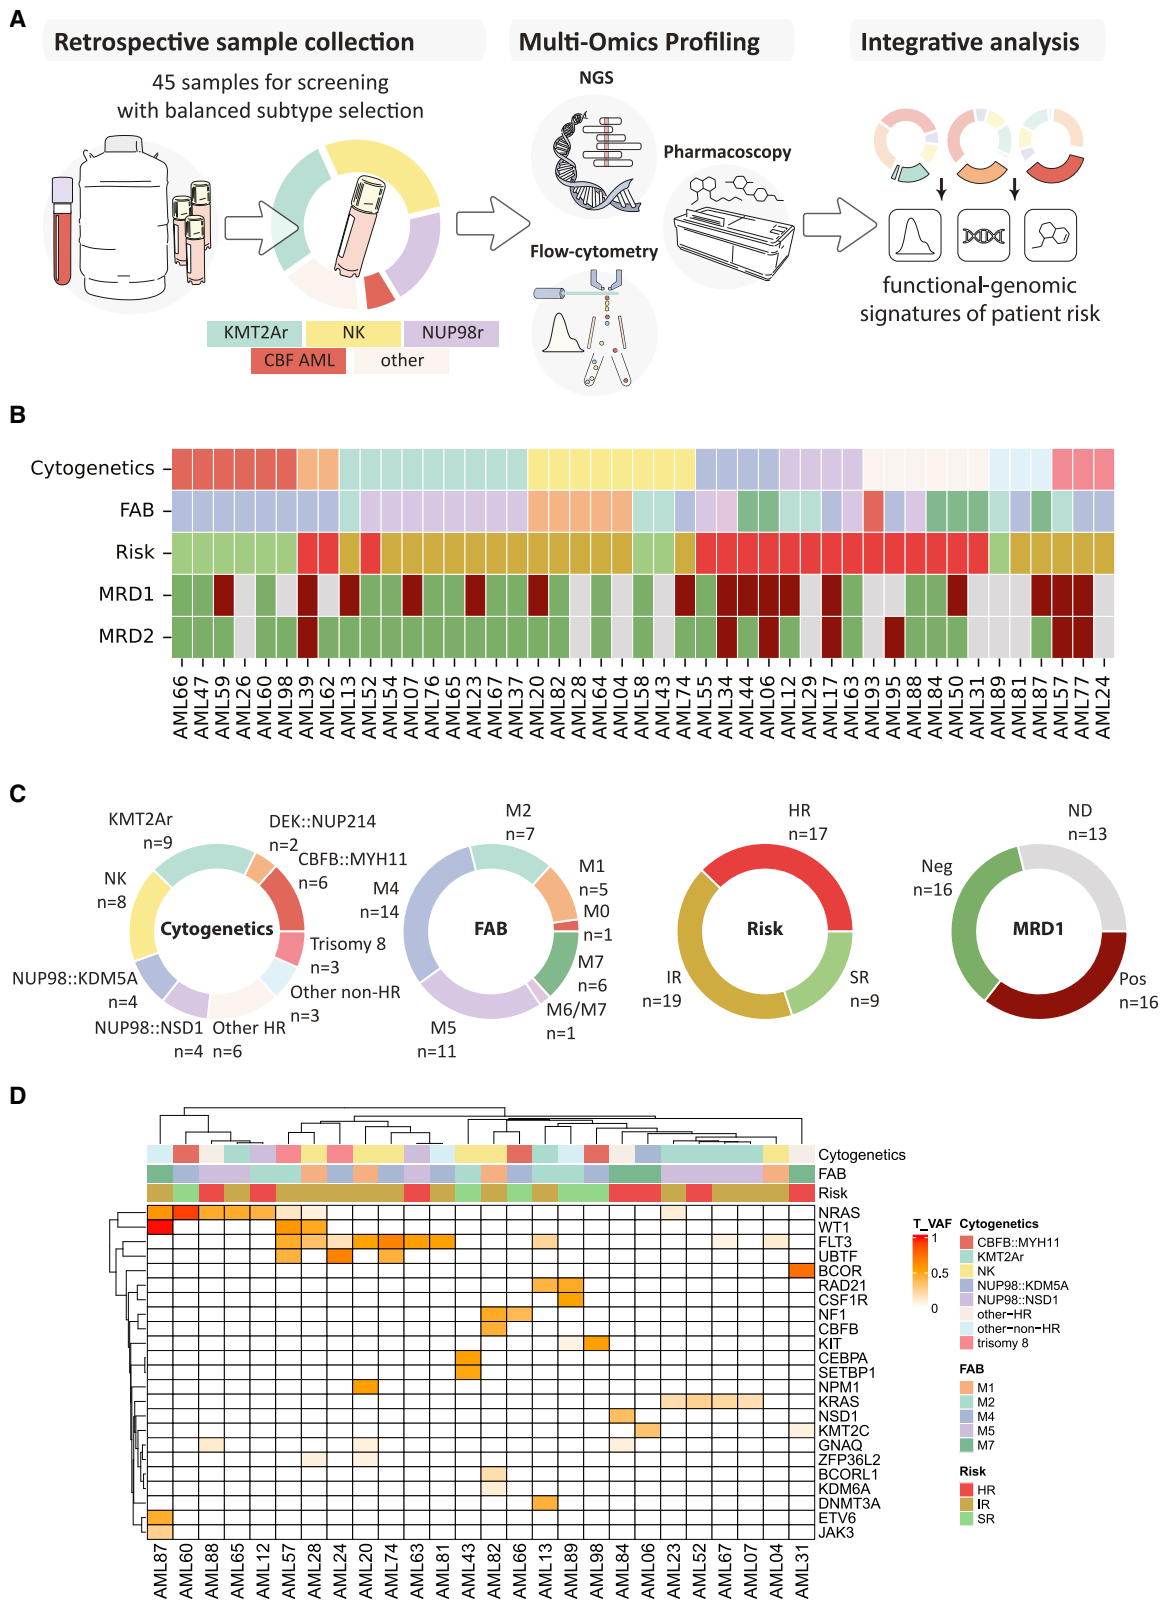 A
Retrospective sample collection
Multi-Omics Profiling
Integrative analysis
45 samples for screening
with balanced subtype selection
NGS
Pharmacoscopy
Flow-cytometry
KMT2Ar
NK
NUP98r
CBF AML
other
functional-genomic
signatures of patient risk
B
Cytogenetics
FAB
Risk
MRD1
MRD2
AML66
AML47
AML59
AML26
AML60
AML98
AML39
AML62
AML13
AML52
AML54
AML07
AML76
AML65
AML23
AML67
AML37
AML20
AML82
AML28
AML64
AML04
AML58
AML43
AML74
AML55
AML34
AML44
AML06
AML12
AML29
AML17
AML63
AML93
AML95
AML88
AML84
AML50
AML31
AML89
AML81
AML87
AML57
AML77
AML24
C
KMT2Ar
n=9
DEK::NUP214
n=2
CBFB::MYH11
n=6
NK
n=8
Cytogenetics
Trisomy 8
n=3
NUP98::KDM5A
n=4
Other non-HR
n=3
NUP98::NSD1
n=4
Other HR
n=6
M2
n=7
M1
n=5
M4
n=14
M0
n=1
FAB
M7
n=6
M6/M7
n=1
M5
n=11
HR
n=17
Risk
IR
n=19
SR
n=9
ND
n=13
Neg
n=16
MRD1
Pos
n=16
D
Cytogenetics
FAB
Risk
NRAS
WT1
FLT3
UBTF
BCOR
RAD21
CSF1R
NF1
CBFB
KIT
CEBPA
SETBP1
NPM1
KRAS
NSD1
KMT2C
GNAQ
ZFP36L2
BCORL1
KDM6A
DNMT3A
ETV6
JAK3
AML87
AML60
AML88
AML65
AML12
AML57
AML28
AML24
AML20
AML74
AML63
AML81
AML43
AML82
AML66
AML13
AML89
AML98
AML84
AML06
AML23
AML52
AML67
AML07
AML04
AML31
T_VAF
1
0.5
0
Cytogenetics
CBFB::MYH11
KMT2Ar
NK
NUP98::KDM5A
NUP98::NSD1
other-HR
other-non-HR
trisomy 8
FAB
M1
M2
M4
M5
M7
Risk
HR
IR
SR